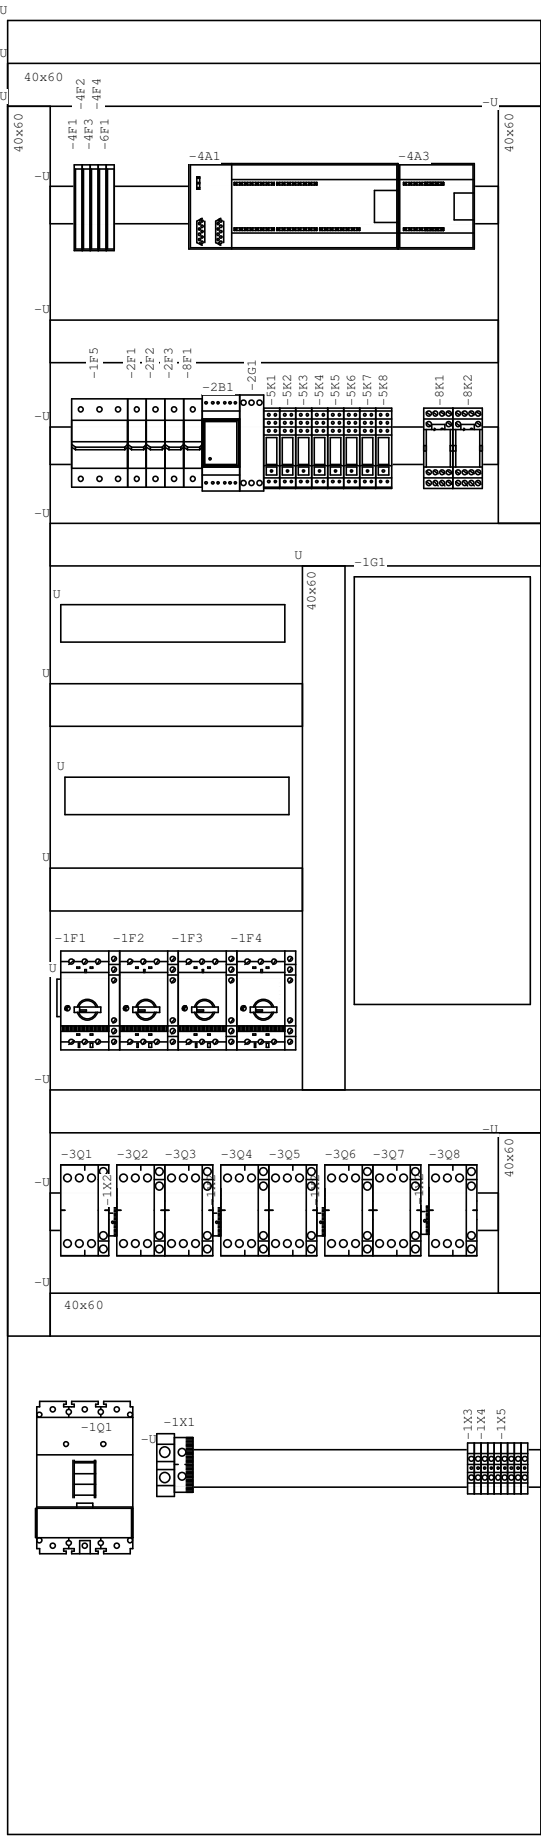 U
U
40x60
U
-4F2
-4F4
-U
-4F1
-4F3
-6F1
40x60
40x60
-4A1
-4A3
-U
-U
-1F5
-2F1
-2F2
-2F3
-8F1
-2B1
-2G1
-5K1
-5K2
-5K3
-5K4
-5K5
-5K6
-5K7
-5K8
-8K1
-8K2
-U
-U
U
-1G1
40x60
U
U
U
U
-1F1
-1F2
-1F3
-1F4
U
-U
-U
-3Q1
-3Q2
-3Q3
-3Q4
-3Q5
-3Q6
-3Q7
-3Q8
40x60
-U
-1X2
-U
40x60
-1Q1
-1X1
-U
-1X3
-1X4
-1X5